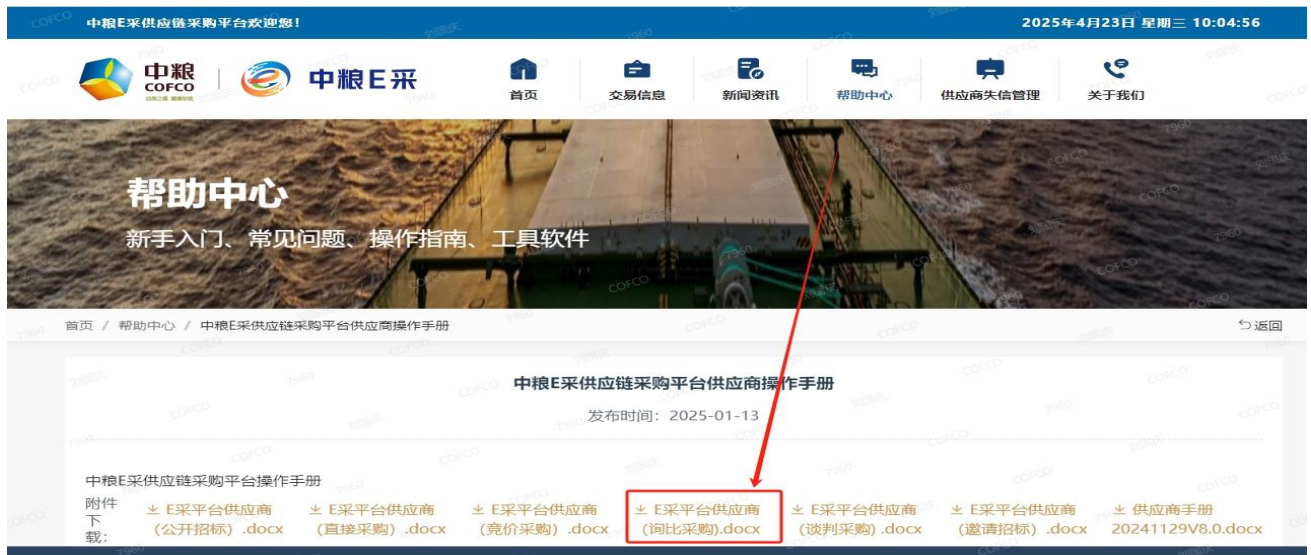 中粮E采供应链采购平台欢迎您!
2025年4月23日 星期三 10:04:56
中粮
COFCO
中粮E采
首页
交易信息
新闻资讯
帮助中心
供应商失信管理
关于我们
帮助中心
新手入门、常见问题、操作指南、工具软件
首页 / 帮助中心 / 中粮E采供应链采购平台供应商操作手册
返回
中粮E采供应链采购平台供应商操作手册
发布时间:2025-01-13
中粮E采供应链采购平台操作手册
附件下载:
E采平台供应商(公开招标).docx
E采平台供应商(直接采购).docx
E采平台供应商(竞价采购).docx
E采平台供应商(询比采购).docx
E采平台供应商(谈判采购).docx
E采平台供应商(邀请招标).docx
供应商手册20241129V8.0.docx